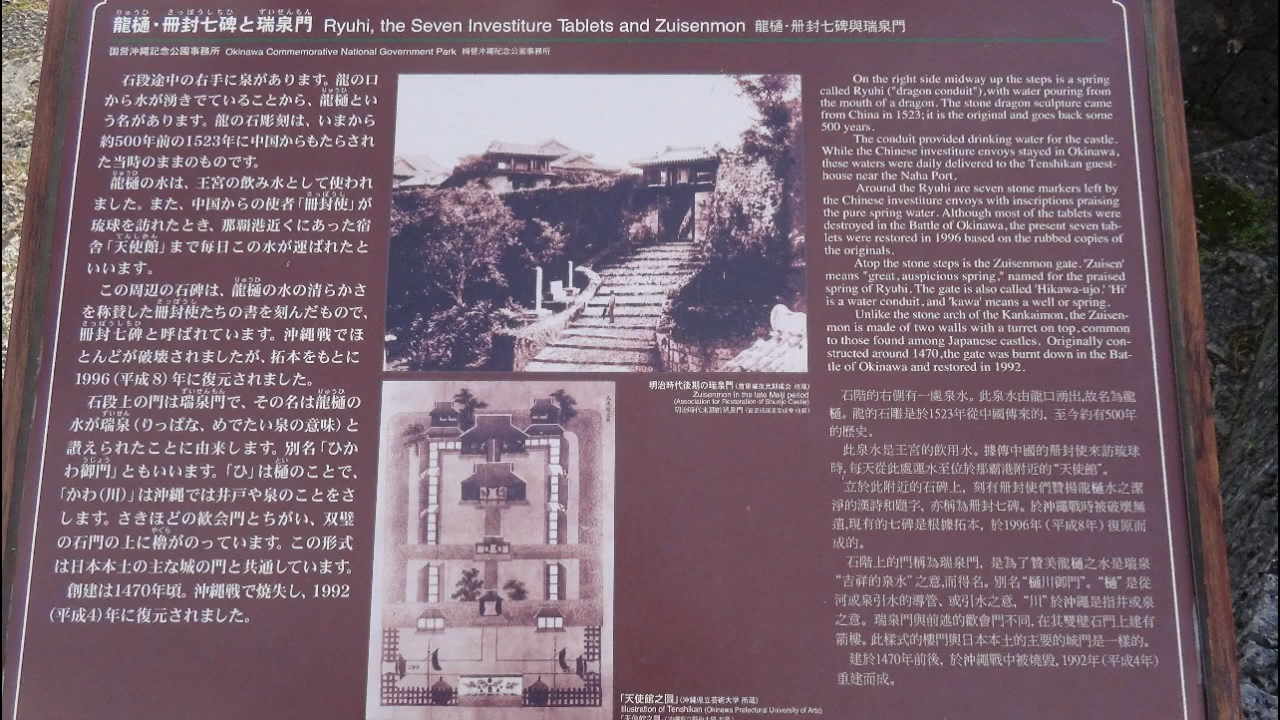 龍樋・冊封七碑と瑞泉門 Ryuhi, the Seven Investiture Tablets and Zuisenmon 龍樋・冊封七碑與瑞泉門
りゅうひ さっぽうしちひ ずいせんもん
国営沖縄記念公園事務所 Okinawa Commemorative National Government Park 國營沖繩記念公園事務所
石段途中の右手に泉があります。龍の口
から水が湧きでていることから、龍樋とい
う名があります。龍の石彫刻は、いまから
約500年前の1523年に中国からもたらされ
た当時のままのものです。
龍樋の水は、王宮の飲み水として使われ
ました。また、中国からの使者「冊封使」が
琉球を訪れたとき、那覇港近くにあった宿
舎「天使館」まで毎日この水が運ばれたと
いいます。
この周辺の石碑は、龍樋の水の清らかさ
を称賛した冊封使たちの書を刻んだもので、
冊封七碑と呼ばれています。沖縄戦でほ
とんどが破壊されましたが、拓本をもとに
1996(平成8)年に復元されました。
石段上の門は瑞泉門で、その名は龍樋の
水が瑞泉(りっぱな、めでたい泉の意味)と
讃えられたことに由来します。別名「ひか
わ御門」ともいいます。「ひ」は樋のことで、
「かわ(川)」は沖縄では井戸や泉のことをさ
します。さきほどの歓会門とちがい、双璧
の石門の上に櫓がのっています。この形式
は日本本土の主な城の門と共通しています。
創建は1470年頃。沖縄戦で焼失し、1992
(平成4)年に復元されました。
明治時代後期の瑞泉門(首里城復元期成会 所蔵)
Zuisenmon in the late Meiji period
(Association for Restoration of Shurijo Castle)
「天使館之圖」(沖縄県立芸術大学 所蔵)
Illustration of Tenshikan (Okinawa Prefectural University of Arts)
On the right side midway up the steps is a spring
called Ryuhi ("dragon conduit"), with water pouring from
the mouth of a dragon. The stone dragon sculpture came
from China in 1523; it is the original and goes back some
500 years.
The conduit provided drinking water for the castle.
While the Chinese investiture envoys stayed in Okinawa,
these waters were daily delivered to the Tenshikan guest-
house near the Naha Port.
Around the Ryuhi are seven stone markers left by
the Chinese investiture envoys with inscriptions praising
the pure spring water. Although most of the tablets were
destroyed in the Battle of Okinawa, the present seven tab-
lets were restored in 1996 based on the rubbed copies of
the originals.
Atop the stone steps is the Zuisenmon gate. 'Zuisen'
means "great, auspicious spring," named for the praised
spring of Ryuhi. The gate is also called 'Hikawa-ujo.' 'Hi'
is a water conduit, and 'kawa' means a well or spring.
Unlike the stone arch of the Kankaimon, the Zuisen-
mon is made of two walls with a turret on top, common
to those found among Japanese castles. Originally con-
structed around 1470, the gate was burnt down in the Bat-
tle of Okinawa and restored in 1992.
石階的右側有一處泉水。此泉水由龍口湧出,故名為龍
樋。龍的石雕是於1523年從中國傳來的,至今約有500年
的歷史。
此泉水是王宮的飲用水。據傳中國的冊封使來訪琉球
時,每天從此處運水至位於那霸港附近的“天使館”。
立於此附近的石碑上,刻有冊封使們贊揚龍樋水之潔
淨的漢詩和題字,亦稱為冊封七碑。於沖繩戰時被破壞無
遺,現有的七碑是根據拓本,於1996年(平成8年)復原而
成的。
石階上的門稱為瑞泉門,是為了贊美龍樋之水是瑞泉
“吉祥的泉水”之意,而得名。別名“樋川御門”。“樋”是從
河或泉引水的導管、或引水之意,“川”於沖繩是指井或泉
之意。瑞泉門與前述的歡會門不同,在其雙壁石門上建有
箭樓。此樣式的樓門與日本本土的主要的城門是一樣的。
建於1470年前後,於沖繩戰中被燒毀,1992年(平成4年)
重建而成。